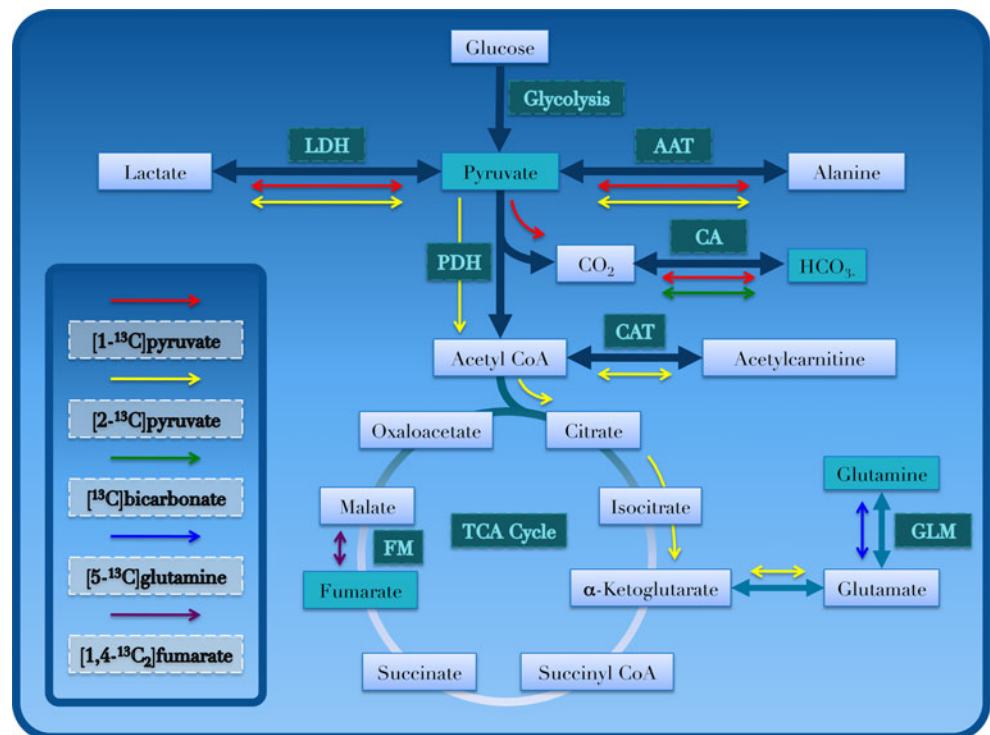 Glucose
Glycolysis
LDH
AAT
Lactate
Pyruvate
Alanine
PDH
CO₂
CA
HCO₃.
CAT
Acetyl CoA
Acetylcarnitine
[1-¹³C]pyruvate
[2-¹³C]pyruvate
[¹³C]bicarbonate
[5-¹³C]glutamine
[1,4-¹³C₂]fumarate
Oxaloacetate
Citrate
Malate
Isocitrate
Glutamine
FM
TCA Cycle
GLM
Fumarate
α-Ketoglutarate
Glutamate
Succinate
Succinyl CoA